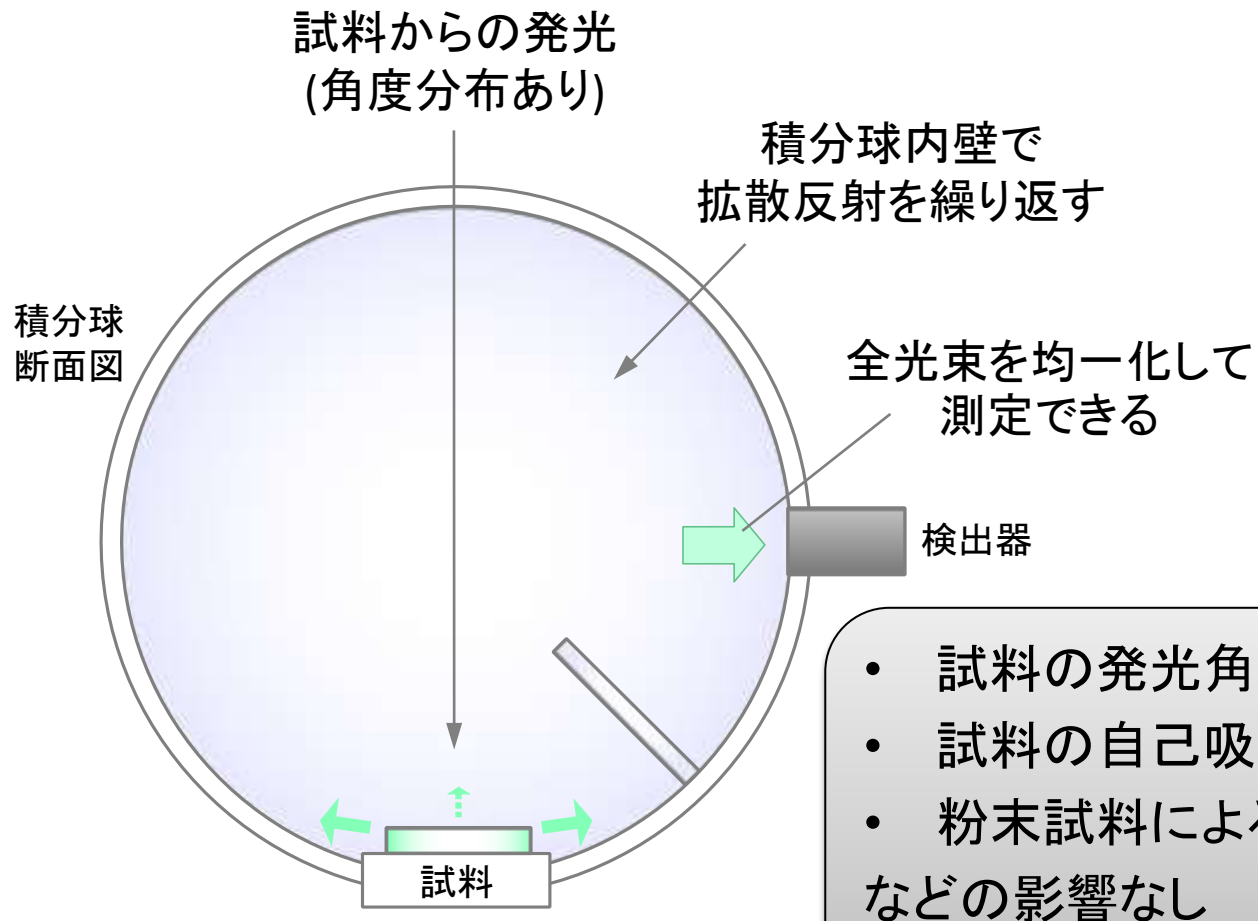 試料からの発光
(角度分布あり)
積分球内壁で
拡散反射を繰り返す
積分球
断面図
全光束を均一化して
測定できる
検出器
• 試料の発光角
• 試料の自己吸
• 粉末試料によ
などの影響なし
試料